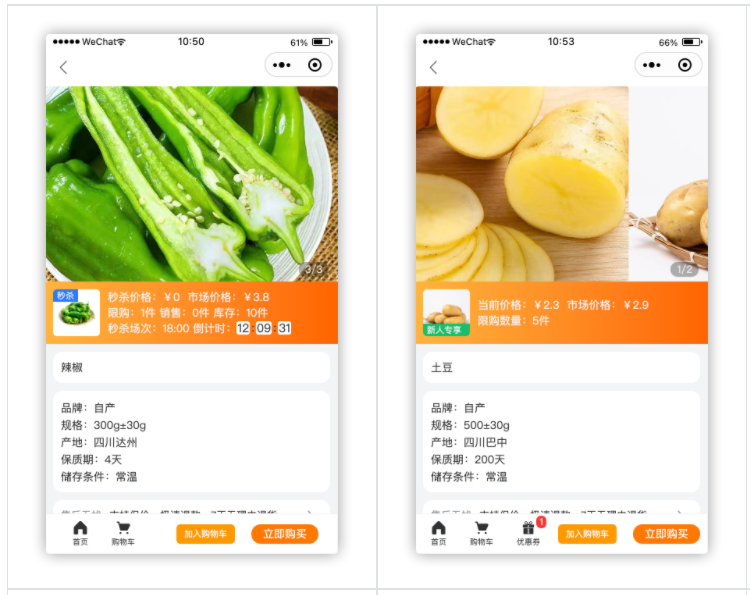 ●●●●● WeChat 10:50 61%
3/3
秒杀
秒杀价格：￥0 市场价格：￥3.8
限购：1件 销售：0件 库存：10件
秒杀场次：18:00 倒计时：12:09:31
辣椒
品牌：自产
规格：300g±30g
产地：四川达州
保质期：4天
储存条件：常温
首页
购物车
加入购物车
立即购买
●●●●● WeChat 10:53 66%
1/2
新人专享
当前价格：￥2.3 市场价格：￥2.9
限购数量：5件
土豆
品牌：自产
规格：500±30g
产地：四川巴中
保质期：200天
储存条件：常温
首页
购物车
1
优惠券
加入购物车
立即购买